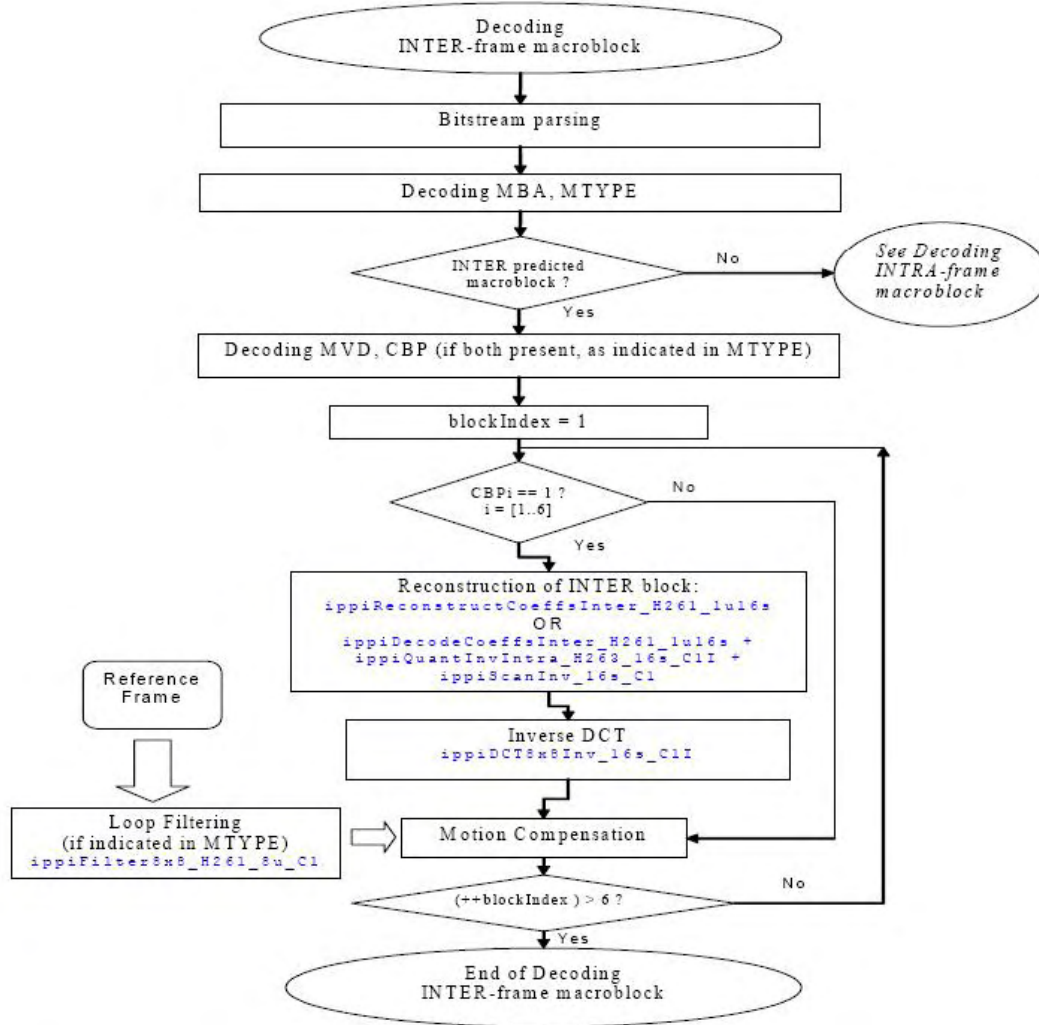 Decoding
INTER-frame macroblock
Bitstream parsing
Decoding MBA, MTYPE
INTER predicted
macroblock ?
No
See Decoding
INTRA-frame
macroblock
Yes
Decoding MVD, CBP (if both present, as indicated in MTYPE)
blockIndex = 1
CBPi == 1 ?
i = [1..6]
No
Yes
Reconstruction of INTER block:
ippiReconstructCoeffsInter_H261_1u16s
OR
ippiDecodeCoeffsInter_H261_1u16s +
ippiQuantInvIntra_H263_16s_C1I +
ippiScanInv_16s_C1
Reference
Frame
Inverse DCT
ippiDCT8x8Inv_16s_C1I
Loop Filtering
(if indicated in MTYPE)
ippiFilter8x8_H261_8u_C1
Motion Compensation
(++blockIndex ) > 6 ?
No
Yes
End of Decoding
INTER-frame macroblock